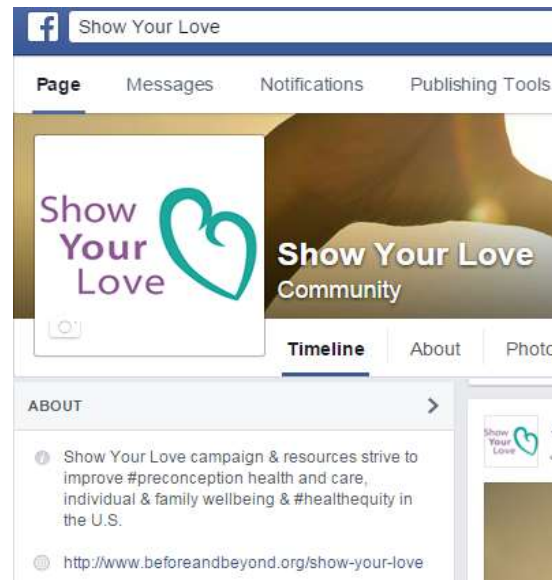 Show Your Love
Page Messages Notifications Publishing Tools
Show
Your
Love
Show Your Love
Community
Timeline About Photo
ABOUT
Show Your Love campaign & resources strive to
improve #preconception health and care,
individual & family wellbeing & #healthequity in
the U.S.
http://www.beforeandbeyond.org/show-your-love
Show
Your
Love